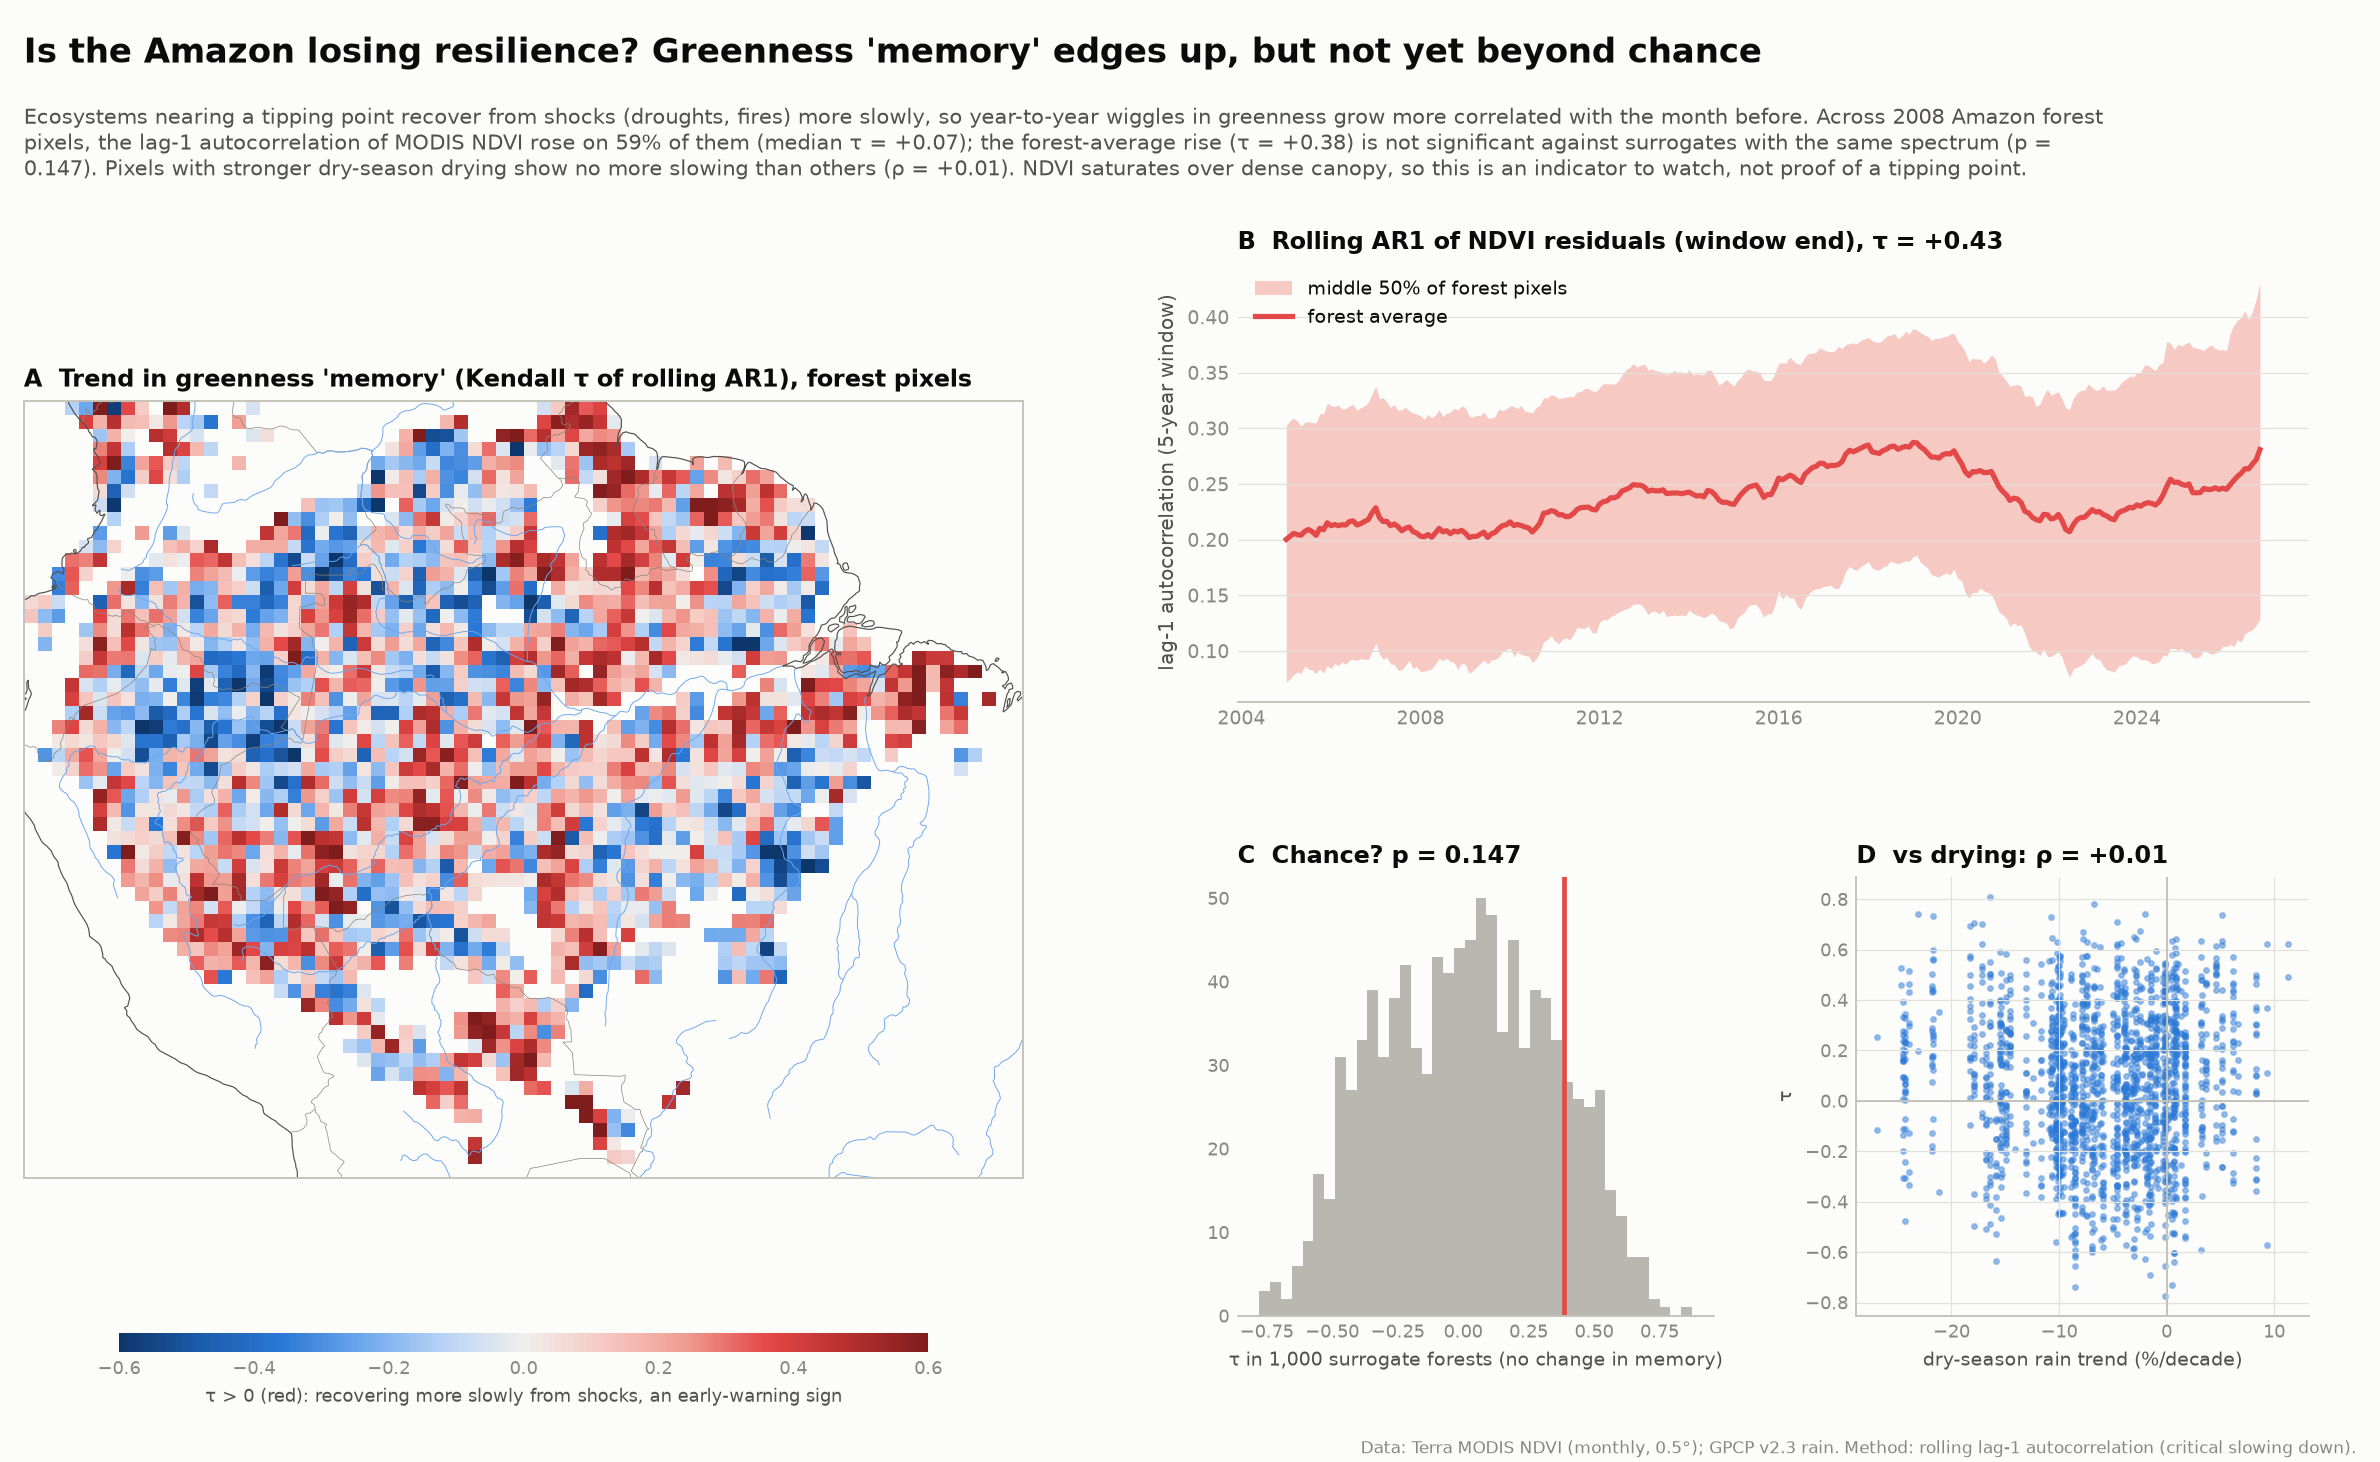 Is the Amazon losing resilience? Greenness 'memory' edges up, but not yet beyond chance
Ecosystems nearing a tipping point recover from shocks (droughts, fires) more slowly, so year-to-year wiggles in greenness grow more correlated with the month before. Across 2008 Amazon forest
pixels, the lag-1 autocorrelation of MODIS NDVI rose on 59% of them (median τ = +0.07); the forest-average rise (τ = +0.38) is not significant against surrogates with the same spectrum (p =
0.147). Pixels with stronger dry-season drying show no more slowing than others (ρ = +0.01). NDVI saturates over dense canopy, so this is an indicator to watch, not proof of a tipping point.
A Trend in greenness 'memory' (Kendall τ of rolling AR1), forest pixels
−0.6 −0.4 −0.2 0.0 0.2 0.4 0.6
τ > 0 (red): recovering more slowly from shocks, an early-warning sign
B Rolling AR1 of NDVI residuals (window end), τ = +0.43
middle 50% of forest pixels
forest average
lag-1 autocorrelation (5-year window)
0.40
0.35
0.30
0.25
0.20
0.15
0.10
2004 2008 2012 2016 2020 2024
C Chance? p = 0.147
50
40
30
20
10
0
−0.75 −0.50 −0.25 0.00 0.25 0.50 0.75
τ in 1,000 surrogate forests (no change in memory)
D vs drying: ρ = +0.01
τ
0.8
0.6
0.4
0.2
0.0
−0.2
−0.4
−0.6
−0.8
−20 −10 0 10
dry-season rain trend (%/decade)
Data: Terra MODIS NDVI (monthly, 0.5°); GPCP v2.3 rain. Method: rolling lag-1 autocorrelation (critical slowing down).